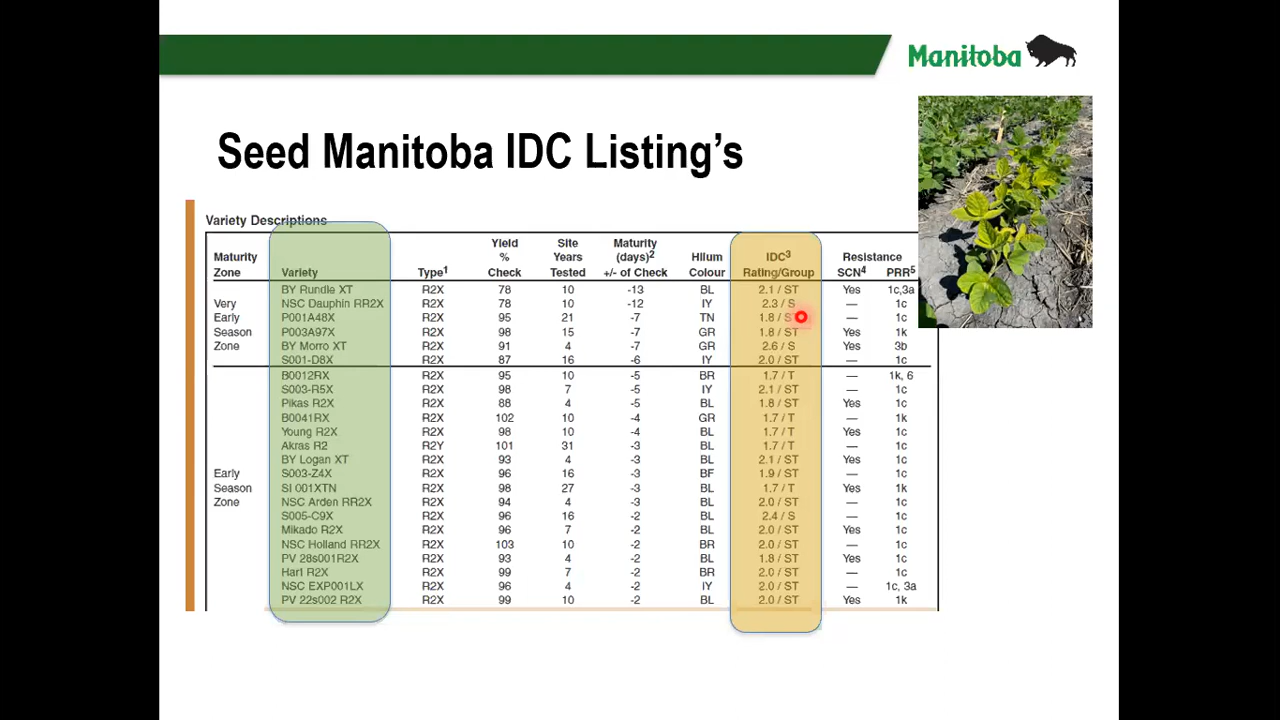 Manitoba
Seed Manitoba IDC Listing's
Variety Descriptions
Maturity Zone Variety Type1 Yield % Check Site Years Tested Maturity (days)2 +/- of Check Hilum Colour IDC3 Rating/Group Resistance SCN4 PRR5
BY Rundle XT R2X 78 10 -13 BL 2.1 / ST Yes 1c,3a
Very NSC Dauphin RR2X R2X 78 10 -12 IY 2.3 / S — 1c
Early P001A48X R2X 95 21 -7 TN 1.8 / — 1c
Season P003A97X R2X 98 15 -7 GR 1.8 / ST Yes 1k
Zone BY Morro XT R2X 91 4 -7 GR 2.6 / S Yes 3b
S001-D8X R2X 87 16 -6 IY 2.0 / ST — 1c
B0012RX R2X 95 10 -5 BR 1.7 / T — 1k, 6
S003-R5X R2X 98 7 -5 IY 2.1 / ST — 1c
Pikas R2X R2X 88 4 -5 BL 1.8 / ST Yes 1c
B0041RX R2X 102 10 -4 GR 1.7 / T — 1k
Young R2X R2X 98 10 -4 BL 1.7 / T Yes 1c
Akras R2 R2Y 101 31 -3 BL 1.7 / T — 1c
BY Logan XT R2X 93 4 -3 BL 2.1 / ST Yes 1c
Early S003-Z4X R2X 96 16 -3 BF 1.9 / ST — 1c
Season SI 001XTN R2X 98 27 -3 BL 1.7 / T Yes 1k
Zone NSC Arden RR2X R2X 94 4 -3 BL 2.0 / ST — 1c
S005-C9X R2X 96 16 -2 BL 2.4 / S — 1c
Mikado R2X R2X 96 7 -2 BL 2.0 / ST Yes 1c
NSC Holland RR2X R2X 103 10 -2 BR 2.0 / ST — 1c
PV 28s001R2X R2X 93 4 -2 BL 1.8 / ST Yes 1c
Hart R2X R2X 99 7 -2 BR 2.0 / ST — 1c
NSC EXP001LX R2X 96 4 -2 IY 2.0 / ST — 1c, 3a
PV 22s002 R2X R2X 99 10 -2 BL 2.0 / ST Yes 1k